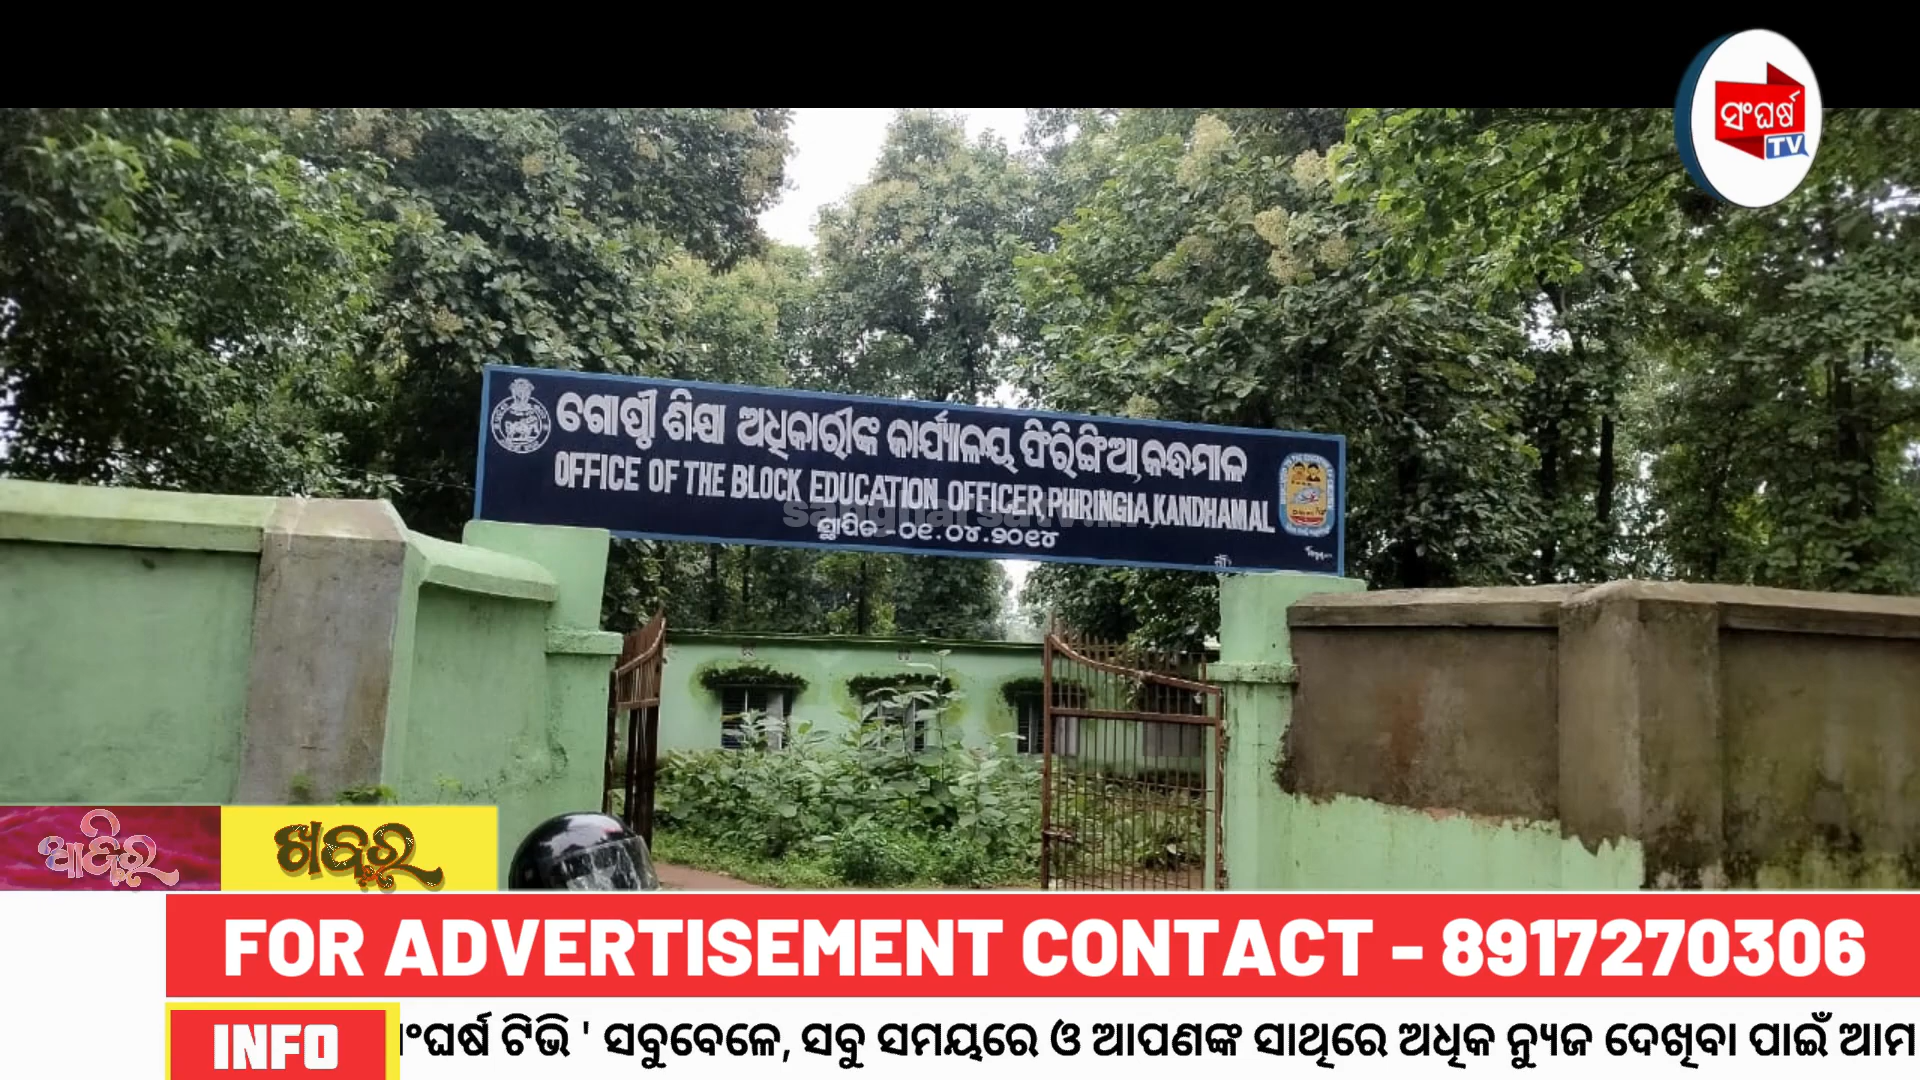 ସଂଘର୍ଷ
TV
ଗୋଷ୍ଠୀ ଶିକ୍ଷା ଅଧିକାରୀଙ୍କ କାର୍ଯ୍ୟାଳୟ ଫିରିଙ୍ଗିଆ,କନ୍ଧମାଳ
OFFICE OF THE BLOCK EDUCATION OFFICER,PHIRINGIA,KANDHAMAL
ସ୍ଥାପିତ-୦୧.୦୪.୨୦୧୪
ଆଜିର
ଖବର
FOR ADVERTISEMENT CONTACT - 8917270306
INFO
ସଂଘର୍ଷ ଟିଭି ' ସବୁବେଳେ, ସବୁ ସମୟରେ ଓ ଆପଣଙ୍କ ସାଥିରେ ଅଧିକ ନ୍ୟୁଜ ଦେଖିବା ପାଇଁ ଆମ